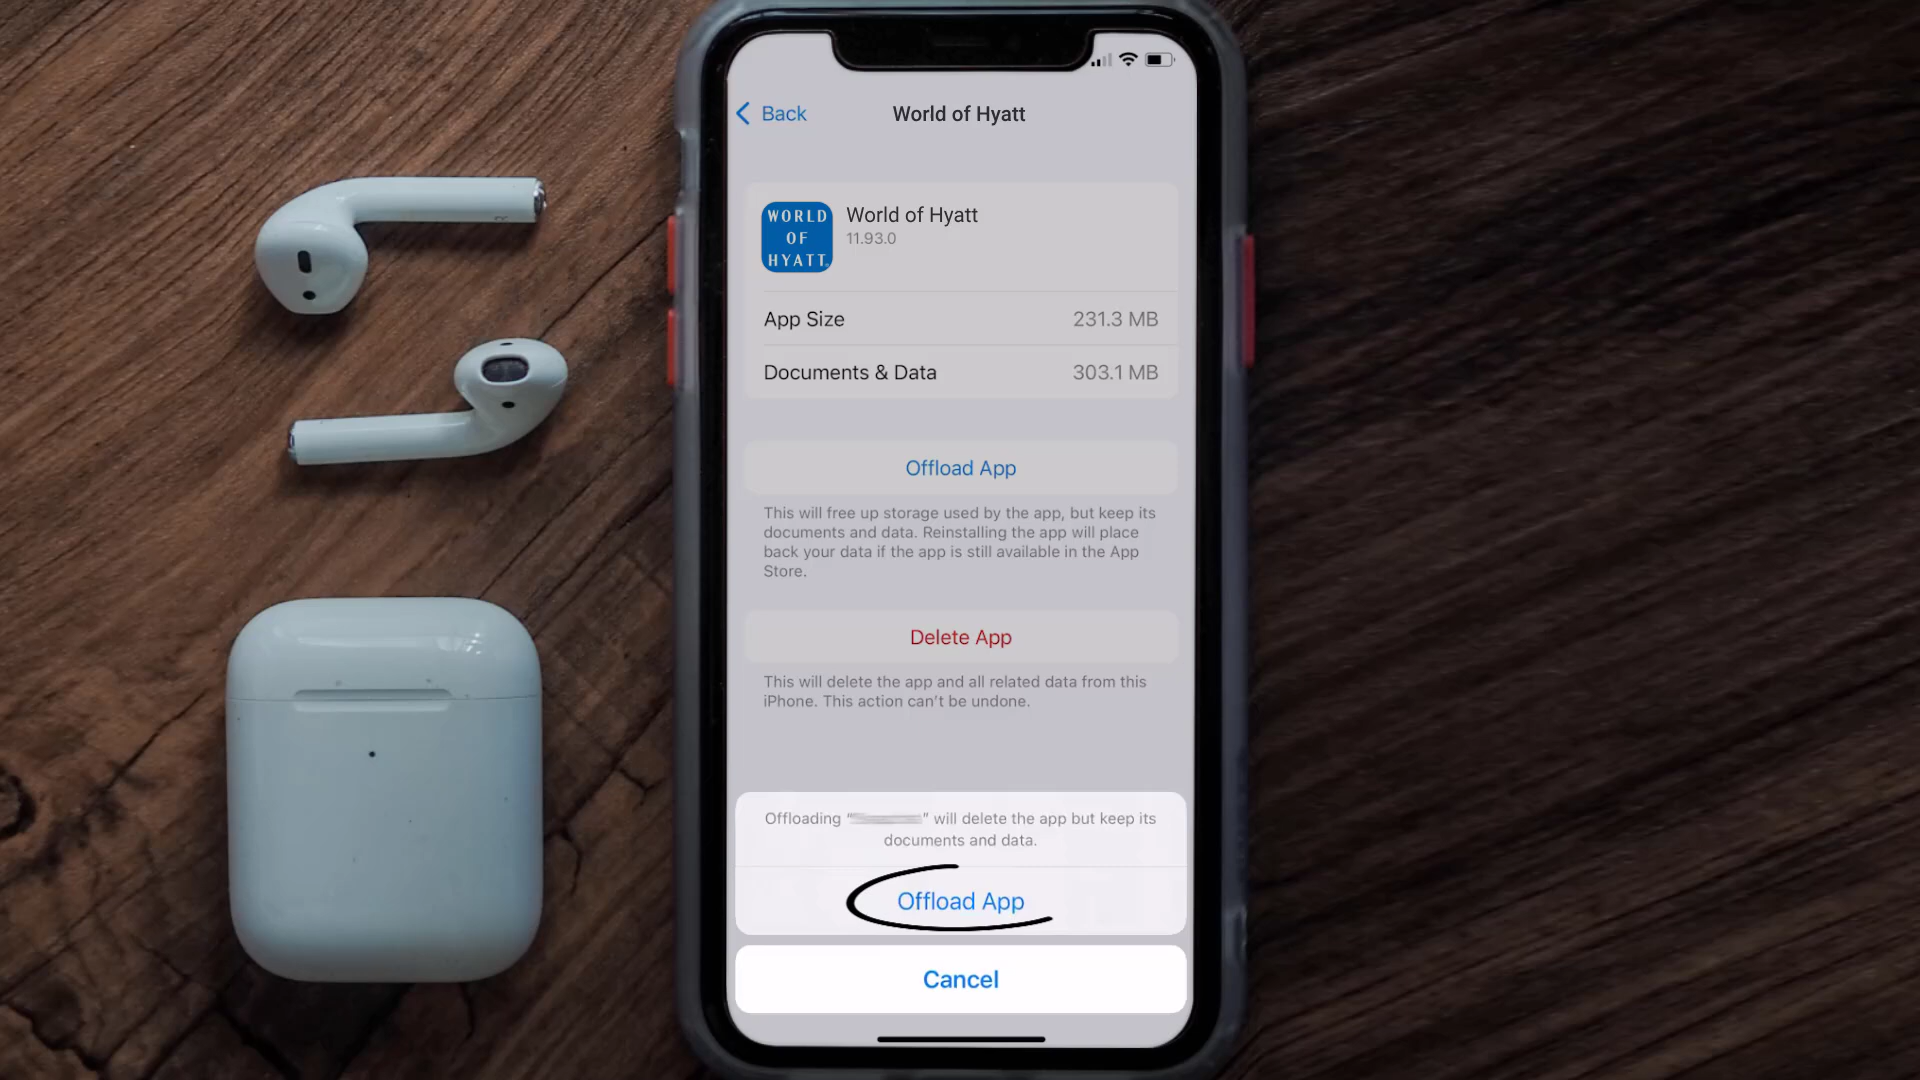 Back
World of Hyatt
WORLD
OF
HYATT
World of Hyatt
11.93.0
App Size 231.3 MB
Documents & Data 303.1 MB
Offload App
This will free up storage used by the app, but keep its
documents and data. Reinstalling the app will place
back your data if the app is still available in the App
Store.
Delete App
This will delete the app and all related data from this
iPhone. This action can't be undone.
Offloading " " will delete the app but keep its
documents and data.
Offload App
Cancel